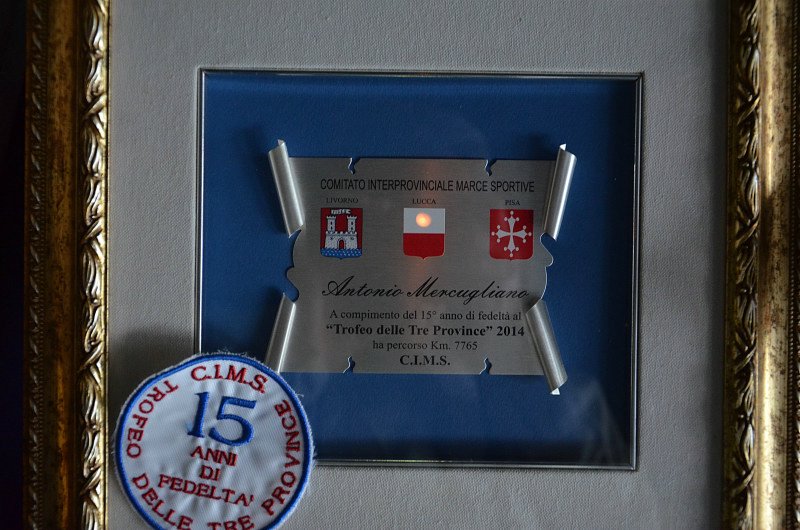 COMITATO INTERPROVINCIALE MARCE SPORTIVE
LIVORNO LUCCA PISA
Antonio Mercugliano
A compimento del 15° anno di fedeltà al
“Trofeo delle Tre Province” 2014
ha percorso Km. 7765
C.I.M.S.
C.I.M.S.
15
ANNI
DI
FEDELTA'
TROFEO DELLE TRE PROVINCE